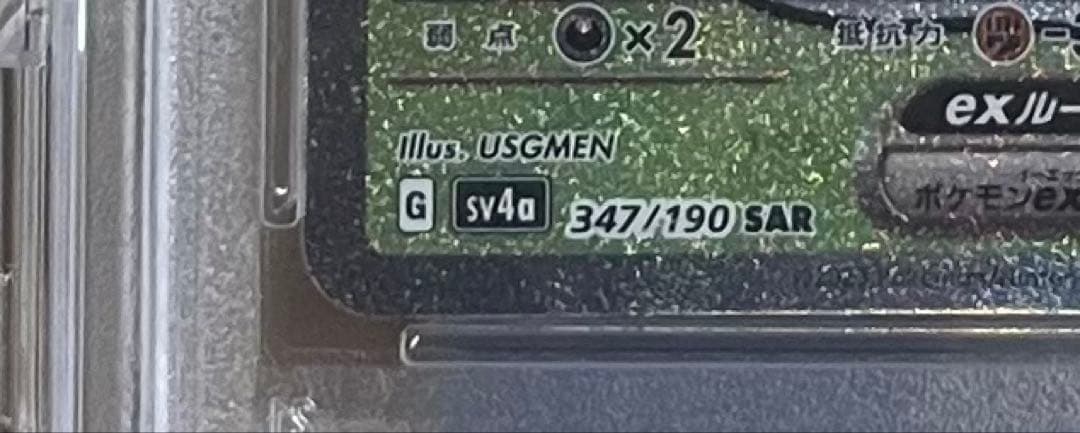 弱点 ×2 抵抗力 -3
exルー
Illus. USGMEN
ポケモンex
G sv4a 347/190 SAR